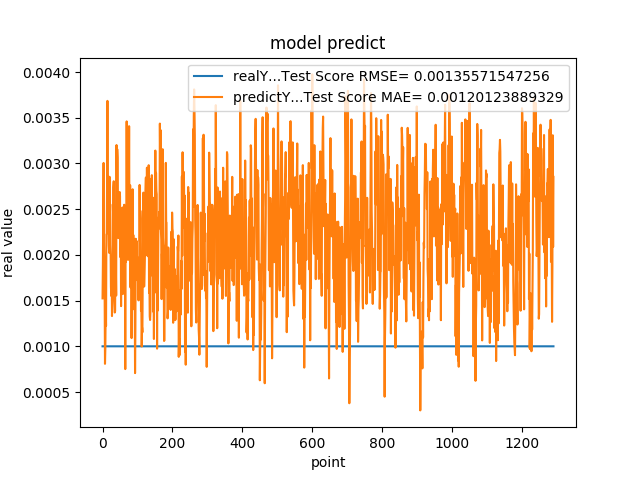 model predict
realY...Test Score RMSE= 0.00135571547256
predictY...Test Score MAE= 0.00120123889329
0.0040
0.0035
0.0030
0.0025
0.0020
0.0015
0.0010
0.0005
real value
0 200 400 600 800 1000 1200
point